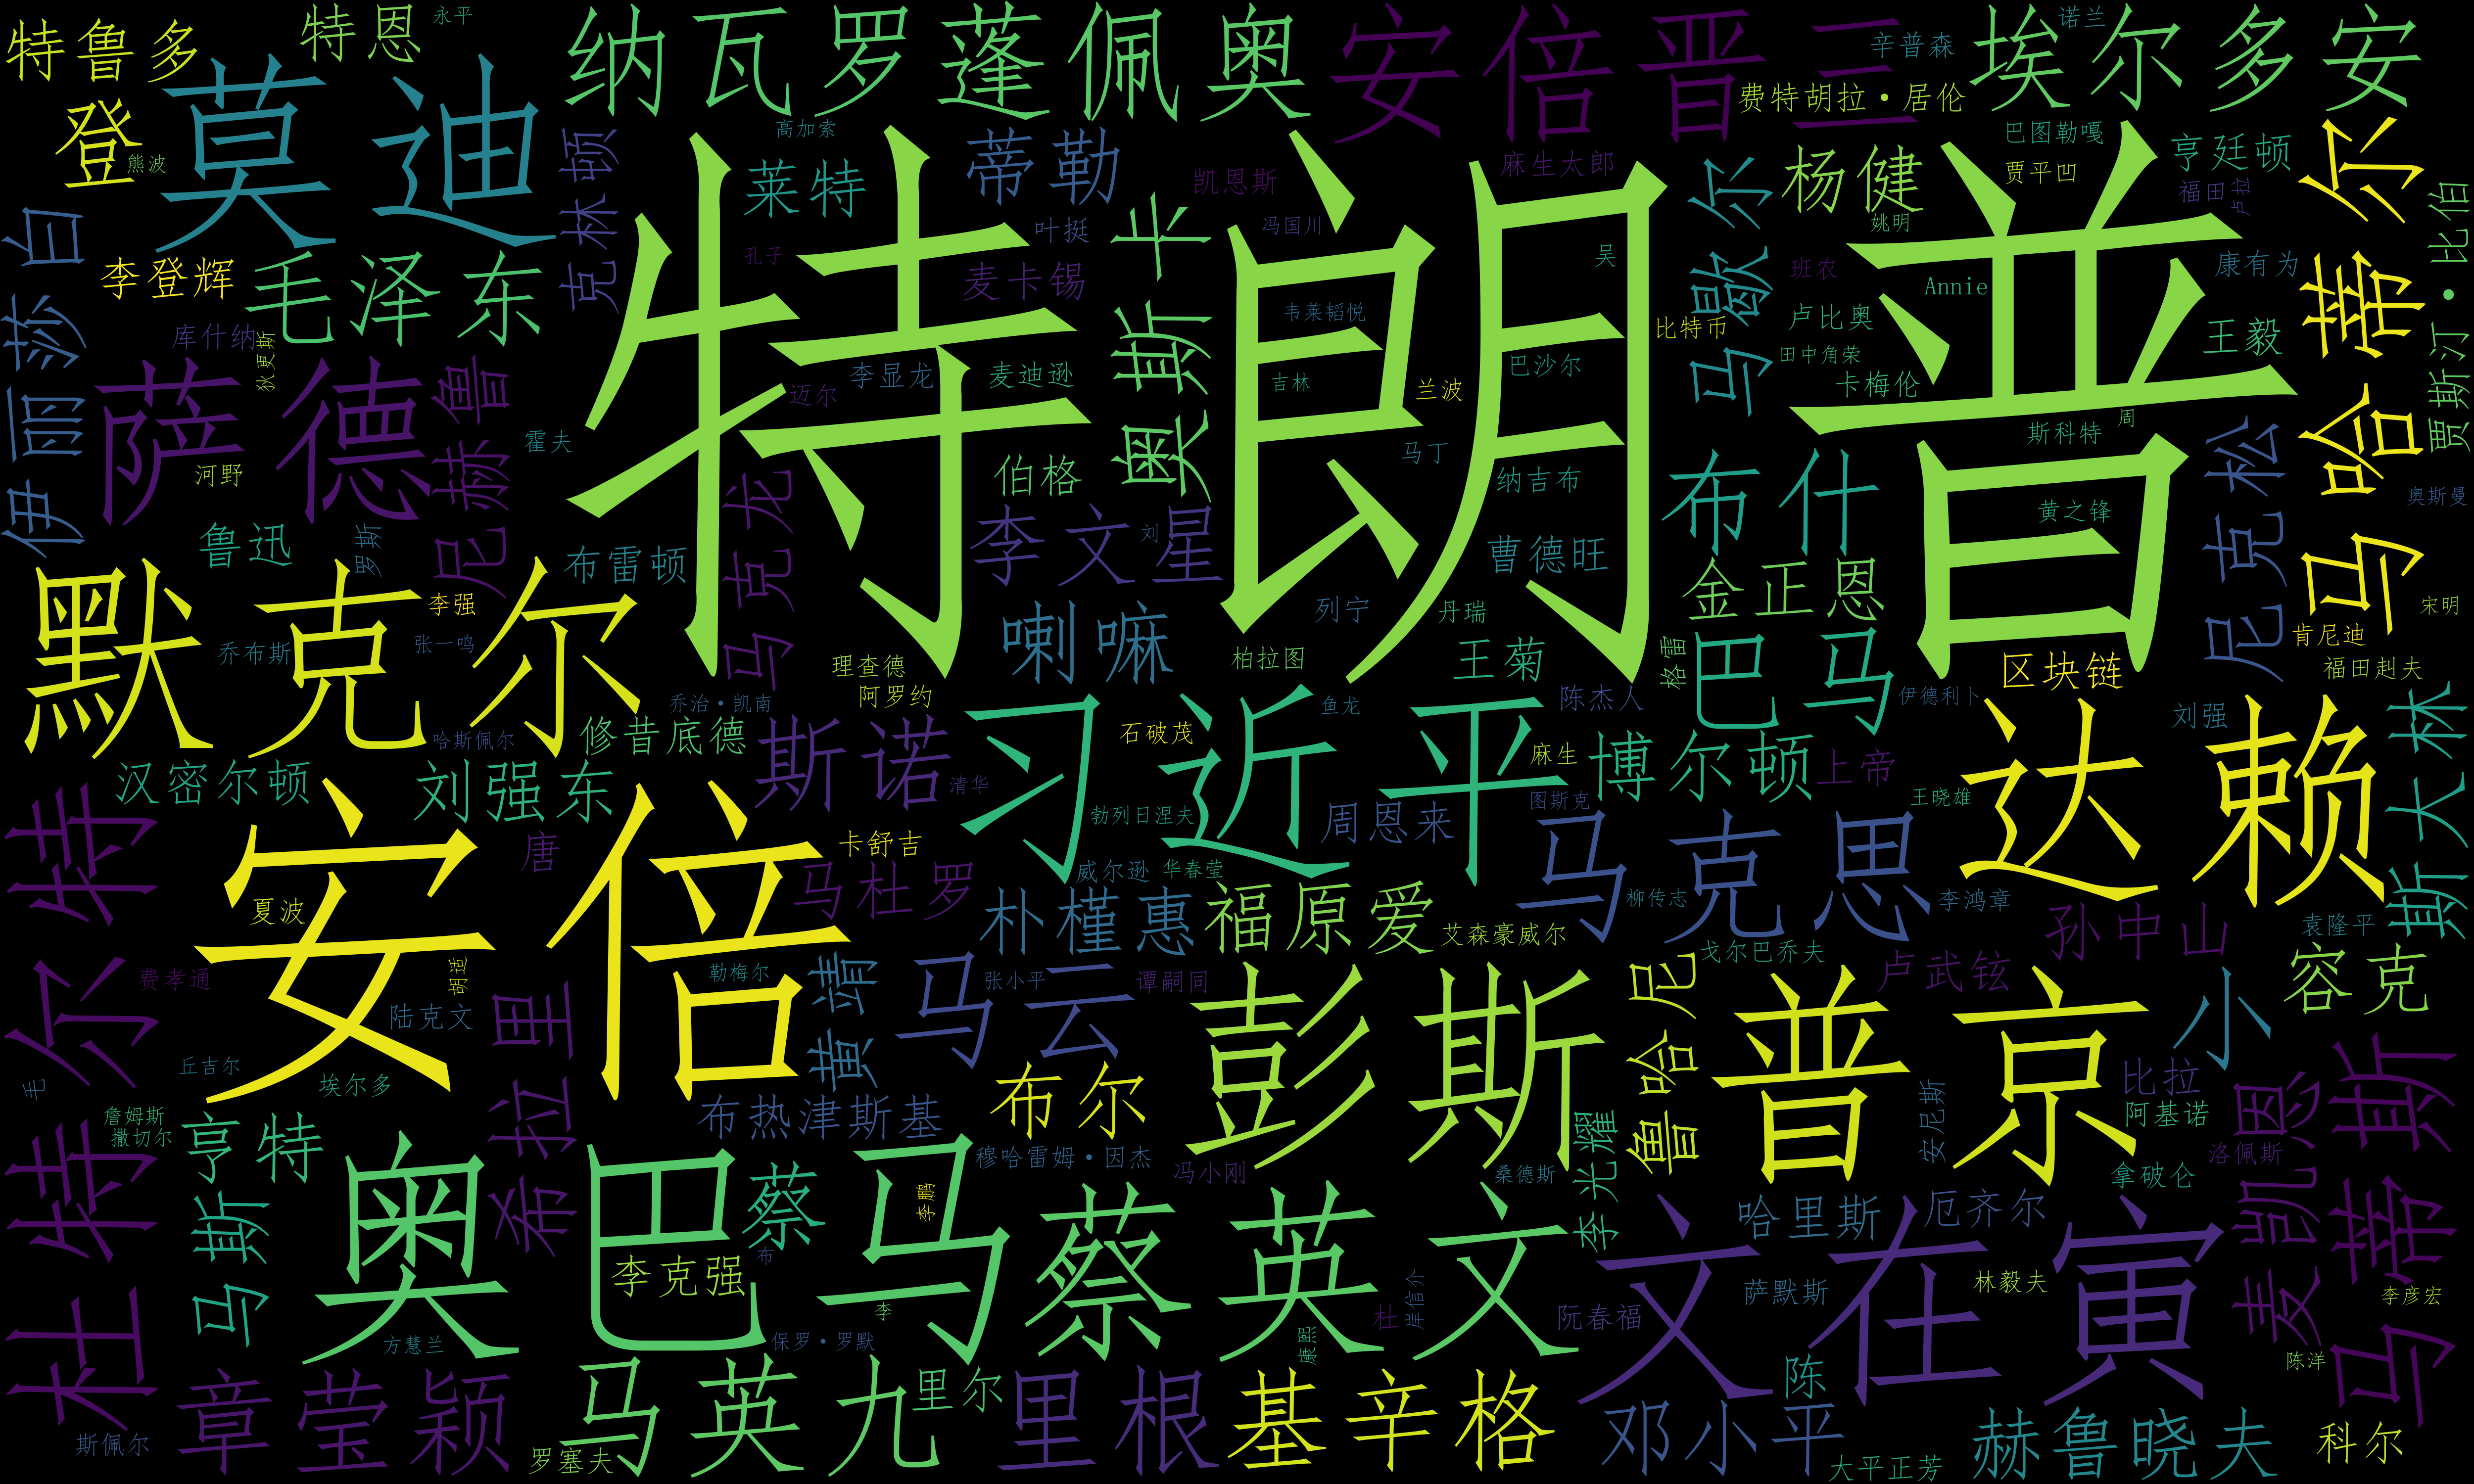 特鲁多
特恩
永平
纳瓦罗
蓬佩奥
安倍晋三
辛普森
诺兰
埃尔多安
登
熊波
莫迪
克林顿
高加索
莱特
蒂勒
奥斯卡
凯恩斯
麻生太郎
费特胡拉·居伦
马歇尔
杨健
巴图勒嘎
贾平凹
亨廷顿
福田
卢拉
马哈蒂尔
贾斯汀·比伯
伊丽莎白
李登辉
毛泽东
特朗普
孔子
叶挺
麦卡锡
冯国川
吴
班农
姚明
Annie
康有为
库什纳
狄更斯
萨德
尼赫鲁
迈尔
李显龙
麦迪逊
韦莱韬悦
吉林
兰波
巴沙尔
比特币
田中角荣
卢比奥
卡梅伦
王毅
河野
霍夫
马克龙
伯格
马丁
纳吉布
布什
斯科特
周
尼克松
奥斯曼
鲁迅
罗斯
布雷顿
李文星
刘
曹德旺
黄之锋
默克尔
李强
张一鸣
乔布斯
喇嘛
列宁
丹瑞
金正恩
宋明
肯尼迪
理查德
阿罗约
柏拉图
王菊
格雷
巴马
区块链
福田赳夫
乔治·凯南
哈斯佩尔
修昔底德
斯诺
习近平
石破茂
鱼龙
陈杰人
麻生
伊德利卜
达赖
刘强
斯大林
杜特尔特
汉密尔顿
刘强东
清华
勃列日涅夫
图斯克
博尔顿
上帝
王晓雄
安倍
唐
卡舒吉
周恩来
马克思
夏波
马杜罗
威尔逊
华春莹
福原爱
柳传志
李鸿章
孙中山
袁隆平
费孝通
胡适
陆克文
勒梅尔
黄靖
朴槿惠
马云
张小平
谭嗣同
艾森豪威尔
戈尔巴乔夫
卢武铉
容克
希拉里
彭斯
鲁哈尼
普京
小
毛
丘吉尔
埃尔多
布热津斯基
布尔
安尼斯
比拉
阿基诺
麦凯恩
马蒂斯
詹姆斯
撒切尔
亨特
马斯
奥巴马
蔡
李鹏
穆哈雷姆·因杰
冯小刚
桑德斯
李光耀
拿破仑
洛佩斯
李克强
布
李
蔡英文
文在寅
哈里斯
厄齐尔
萨默斯
林毅夫
李彦宏
方慧兰
保罗·罗默
康熙
杜
岸信介
阮春福
陈洋
斯佩尔
章莹颖
罗塞夫
马英九
里尔
里根
基辛格
陈
邓小平
大平正芳
赫鲁晓夫
科尔